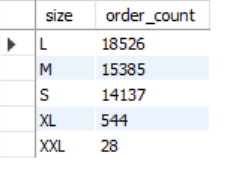 size order_count
L 18526
M 15385
S 14137
XL 544
XXL 28